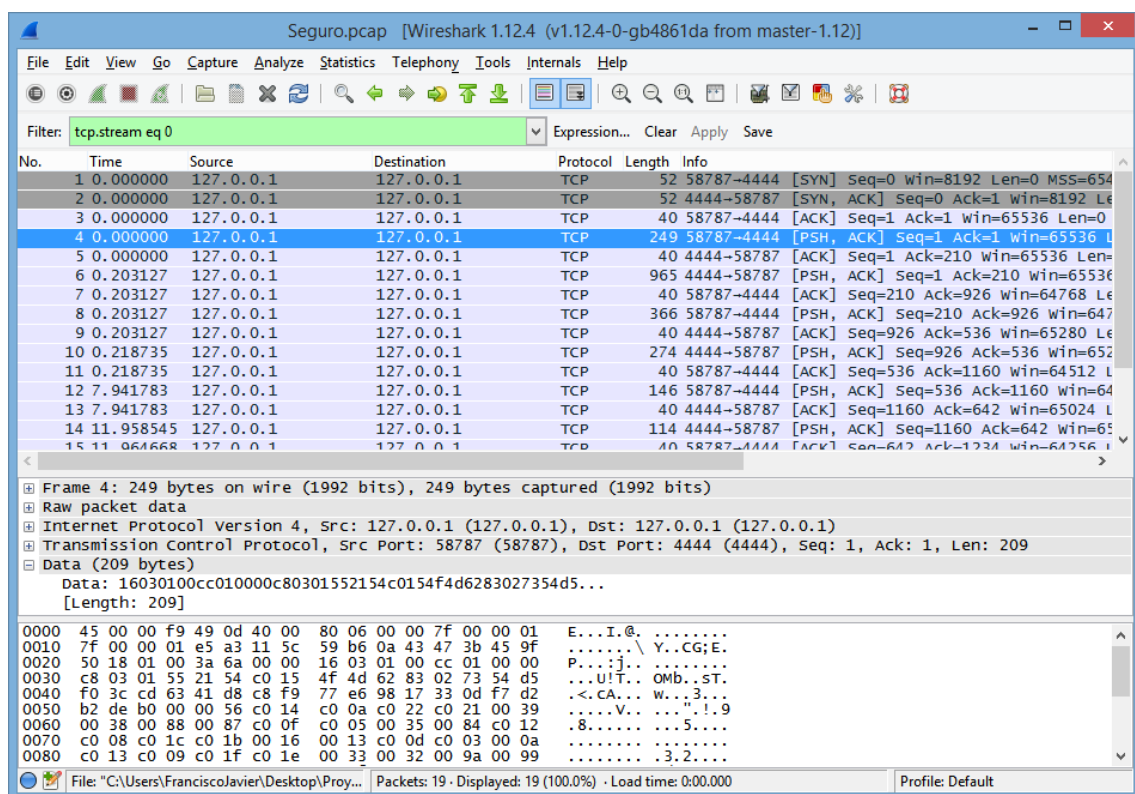 Seguro.pcap [Wireshark 1.12.4 (v1.12.4-0-gb4861da from master-1.12)]
File Edit View Go Capture Analyze Statistics Telephony Tools Internals Help
Filter: tcp.stream eq 0 Expression... Clear Apply Save
No. Time Source Destination Protocol Length Info
1 0.000000 127.0.0.1 127.0.0.1 TCP 52 58787→4444 [SYN] Seq=0 Win=8192 Len=0 MSS=654
2 0.000000 127.0.0.1 127.0.0.1 TCP 52 4444→58787 [SYN, ACK] Seq=0 Ack=1 Win=8192 Le
3 0.000000 127.0.0.1 127.0.0.1 TCP 40 58787→4444 [ACK] Seq=1 Ack=1 Win=65536 Len=0
4 0.000000 127.0.0.1 127.0.0.1 TCP 249 58787→4444 [PSH, ACK] Seq=1 Ack=1 Win=65536 L
5 0.000000 127.0.0.1 127.0.0.1 TCP 40 4444→58787 [ACK] Seq=1 Ack=210 Win=65536 Len=
6 0.203127 127.0.0.1 127.0.0.1 TCP 965 4444→58787 [PSH, ACK] Seq=1 Ack=210 Win=65536
7 0.203127 127.0.0.1 127.0.0.1 TCP 40 58787→4444 [ACK] Seq=210 Ack=926 Win=64768 Le
8 0.203127 127.0.0.1 127.0.0.1 TCP 366 58787→4444 [PSH, ACK] Seq=210 Ack=926 Win=647
9 0.203127 127.0.0.1 127.0.0.1 TCP 40 4444→58787 [ACK] Seq=926 Ack=536 Win=65280 Le
10 0.218735 127.0.0.1 127.0.0.1 TCP 274 4444→58787 [PSH, ACK] Seq=926 Ack=536 Win=652
11 0.218735 127.0.0.1 127.0.0.1 TCP 40 58787→4444 [ACK] Seq=536 Ack=1160 Win=64512 L
12 7.941783 127.0.0.1 127.0.0.1 TCP 146 58787→4444 [PSH, ACK] Seq=536 Ack=1160 Win=64
13 7.941783 127.0.0.1 127.0.0.1 TCP 40 4444→58787 [ACK] Seq=1160 Ack=642 Win=65024 L
14 11.958545 127.0.0.1 127.0.0.1 TCP 114 4444→58787 [PSH, ACK] Seq=1160 Ack=642 Win=65
15 11.964668 127.0.0.1 127.0.0.1 TCP 40 58787→4444 [ACK] Seq=642 Ack=1234 Win=64256 L
Frame 4: 249 bytes on wire (1992 bits), 249 bytes captured (1992 bits)
Raw packet data
Internet Protocol Version 4, Src: 127.0.0.1 (127.0.0.1), Dst: 127.0.0.1 (127.0.0.1)
Transmission Control Protocol, Src Port: 58787 (58787), Dst Port: 4444 (4444), Seq: 1, Ack: 1, Len: 209
Data (209 bytes)
Data: 16030100cc010000c80301552154c0154f4d6283027354d5...
[Length: 209]
0000 45 00 00 f9 49 0d 40 00 80 06 00 00 7f 00 00 01 E...I.@. ........
0010 7f 00 00 01 e5 a3 11 5c 59 b6 0a 43 47 3b 45 9f .......\ Y..CG;E.
0020 50 18 01 00 3a 6a 00 00 16 03 01 00 cc 01 00 00 P...:j.. ........
0030 c8 03 01 55 21 54 c0 15 4f 4d 62 83 02 73 54 d5 ...U!T.. OMb..sT.
0040 f0 3c cd 63 41 d8 c8 f9 77 e6 98 17 33 0d f7 d2 .<.cA... w...3...
0050 b2 de b0 00 00 56 c0 14 c0 0a c0 22 c0 21 00 39 .....V.. ...".!.9
0060 00 38 00 88 00 87 c0 0f c0 05 00 35 00 84 c0 12 .8...... ...5....
0070 c0 08 c0 1c c0 1b 00 16 00 13 c0 0d c0 03 00 0a ........ ........
0080 c0 13 c0 09 c0 1f c0 1e 00 33 00 32 00 9a 00 99 ........ .3.2....
File: "C:\Users\FranciscoJavier\Desktop\Proy... Packets: 19 · Displayed: 19 (100.0%) · Load time: 0:00.000 Profile: Default